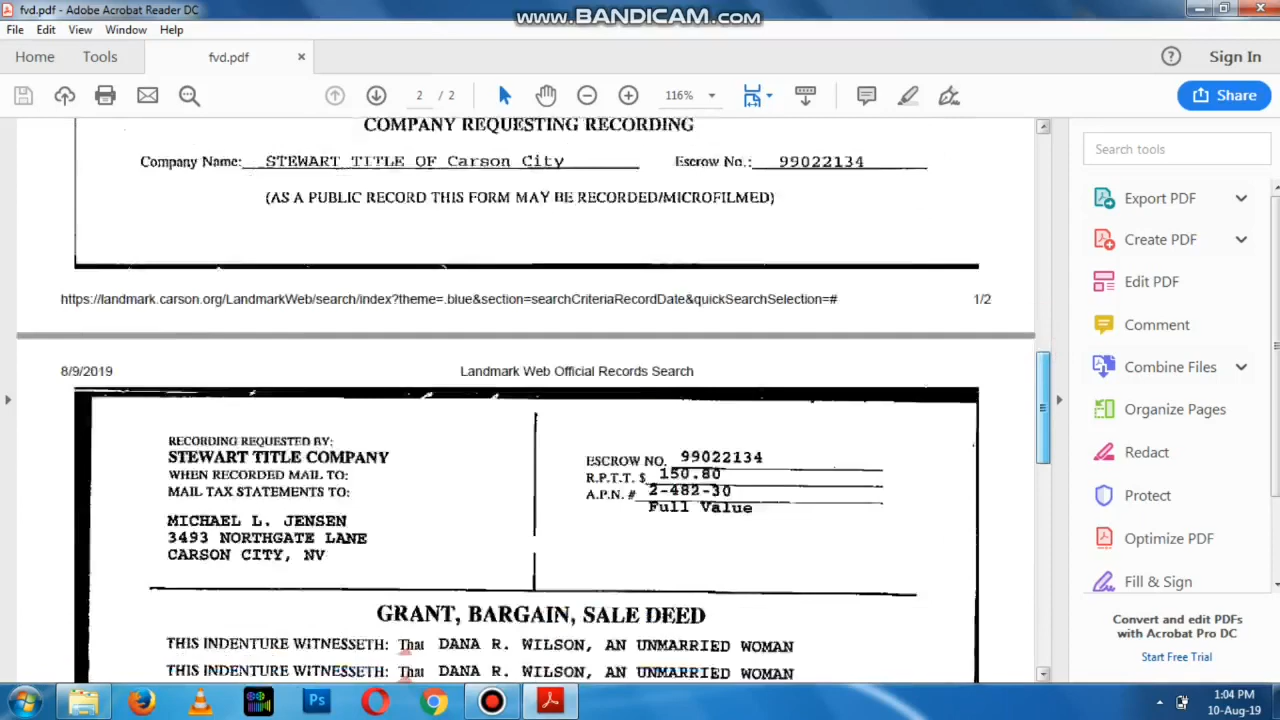 fvd.pdf - Adobe Acrobat Reader DC
www.BANDICAM.com
File Edit View Window Help
Home Tools fvd.pdf × Sign In
2 / 2 116% Share
COMPANY REQUESTING RECORDING
Company Name: STEWART TITLE OF Carson City Escrow No.: 99022134
(AS A PUBLIC RECORD THIS FORM MAY BE RECORDED/MICROFILMED)
https://landmark.carson.org/LandmarkWeb/search/index?theme=.blue&section=searchCriteriaRecordDate&quickSearchSelection=# 1/2
8/9/2019 Landmark Web Official Records Search
RECORDING REQUESTED BY:
STEWART TITLE COMPANY
WHEN RECORDED MAIL TO:
MAIL TAX STATEMENTS TO:
MICHAEL L. JENSEN
3493 NORTHGATE LANE
CARSON CITY, NV
ESCROW NO. 99022134
R.P.T.T. $ 150.80
A.P.N. # 2-482-30
Full Value
GRANT, BARGAIN, SALE DEED
THIS INDENTURE WITNESSETH: That DANA R. WILSON, AN UNMARRIED WOMAN
THIS INDENTURE WITNESSETH: That DANA R. WILSON, AN UNMARRIED WOMAN
Search tools
Export PDF
Create PDF
Edit PDF
Comment
Combine Files
Organize Pages
Redact
Protect
Optimize PDF
Fill & Sign
Convert and edit PDFs
with Acrobat Pro DC
Start Free Trial
Ps
1:04 PM
10-Aug-19